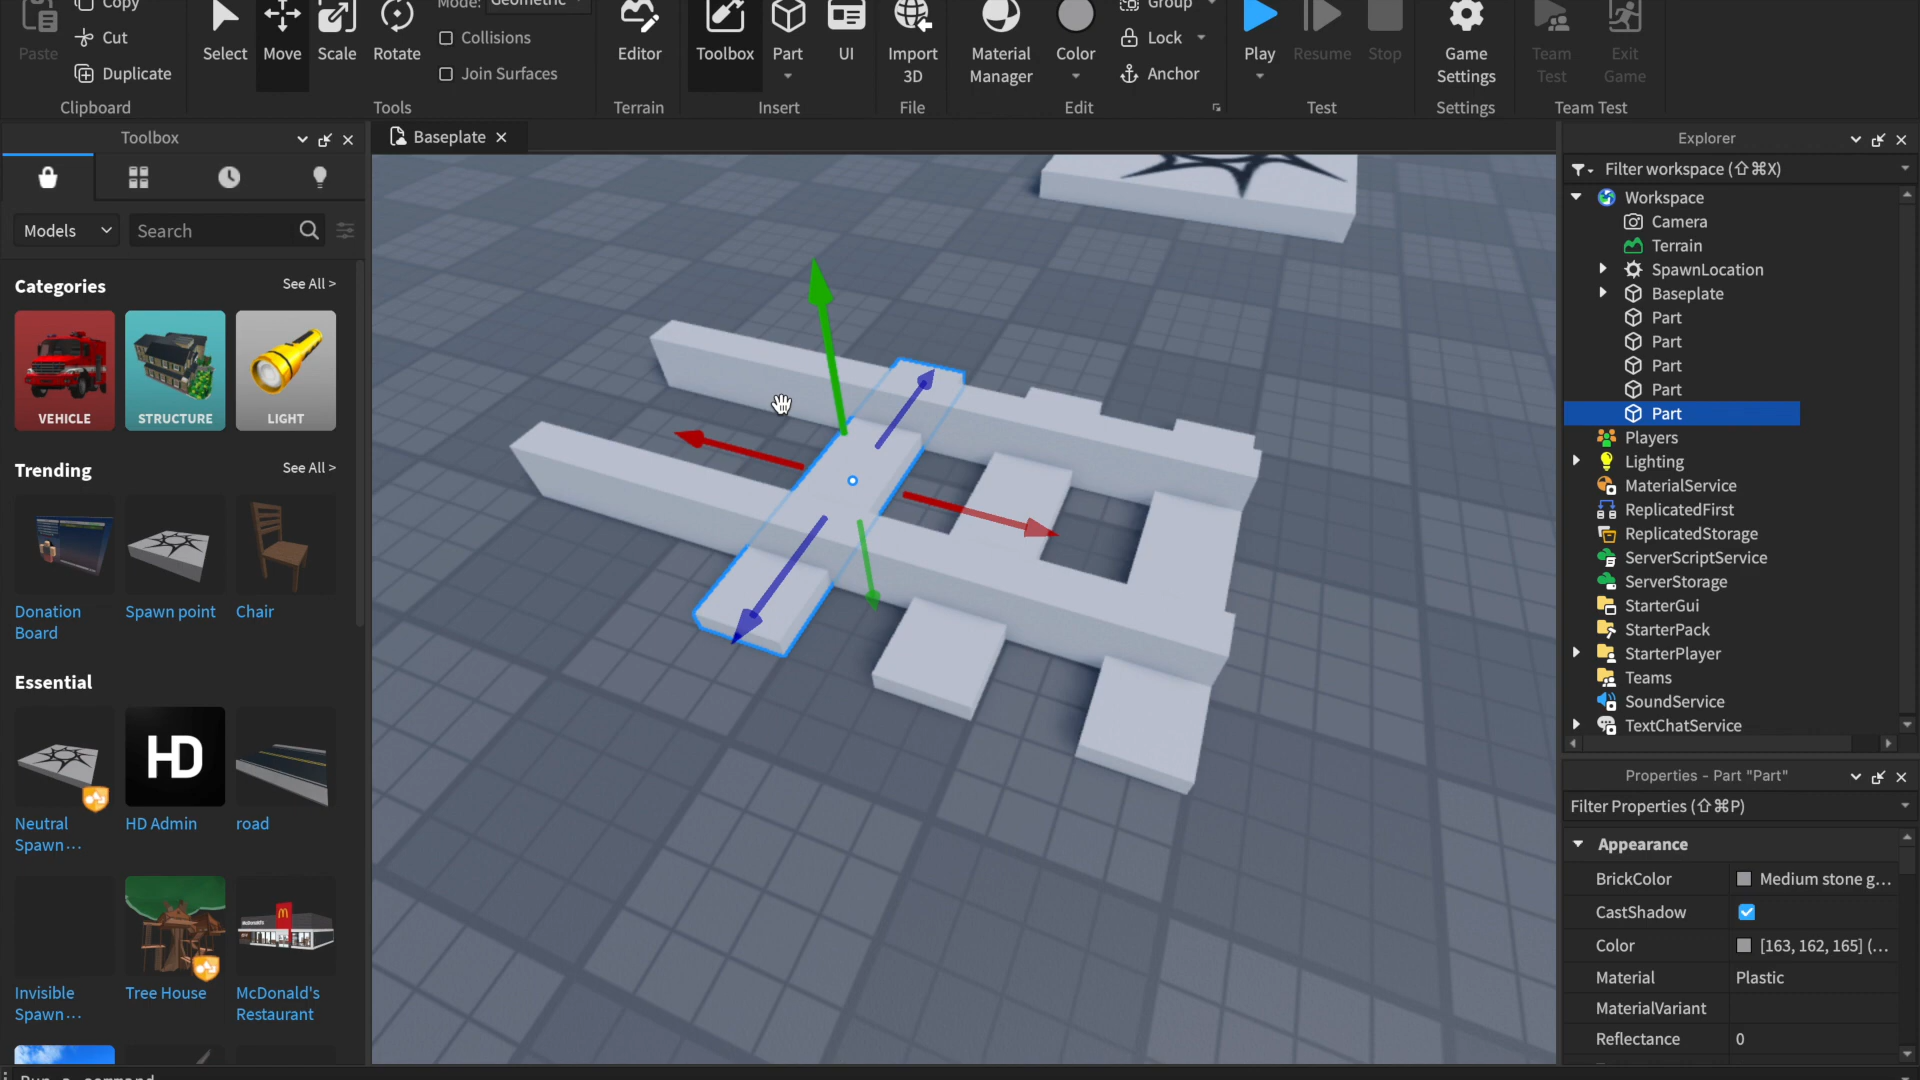 Copy
Mode: Geometric
Group
Paste
Cut
Select
Move
Scale
Rotate
Collisions
Editor
Toolbox
Part
UI
Import
3D
Material
Manager
Color
Lock
Play
Resume
Stop
Game
Settings
Team
Test
Exit
Game
Duplicate
Join Surfaces
Anchor
Clipboard
Tools
Terrain
Insert
File
Edit
Test
Settings
Team Test
Toolbox
Baseplate
Explorer
Filter workspace (⇧⌘X)
Models
Search
Categories
See All >
VEHICLE
STRUCTURE
LIGHT
Trending
See All >
Donation
Board
Spawn point
Chair
Essential
See All >
HD
Neutral
Spawn...
HD Admin
road
Invisible
Spawn...
Tree House
McDonald's
Restaurant
Workspace
Camera
Terrain
SpawnLocation
Baseplate
Part
Part
Part
Part
Part
Players
Lighting
MaterialService
ReplicatedFirst
ReplicatedStorage
ServerScriptService
ServerStorage
StarterGui
StarterPack
StarterPlayer
Teams
SoundService
TextChatService
Properties - Part "Part"
Filter Properties (⇧⌘P)
Appearance
BrickColor
Medium stone g...
CastShadow
Color
[163, 162, 165] (...
Material
Plastic
MaterialVariant
Reflectance
0
Run a command